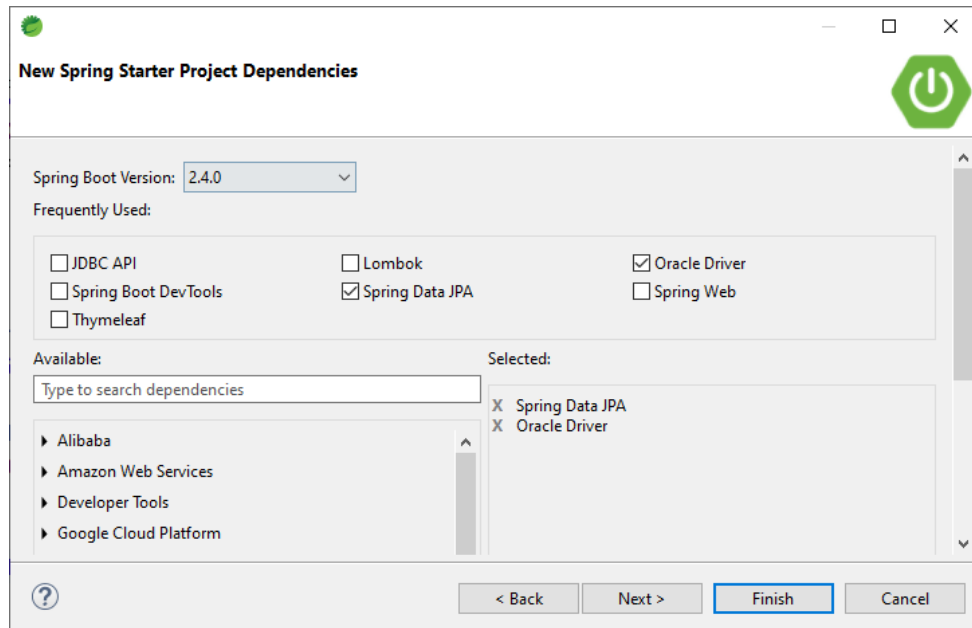 New Spring Starter Project Dependencies
Spring Boot Version: 2.4.0
Frequently Used:
JDBC API Lombok Oracle Driver
Spring Boot DevTools Spring Data JPA Spring Web
Thymeleaf
Available: Selected:
Type to search dependencies
X Spring Data JPA
X Oracle Driver
Alibaba
Amazon Web Services
Developer Tools
Google Cloud Platform
? < Back Next > Finish Cancel